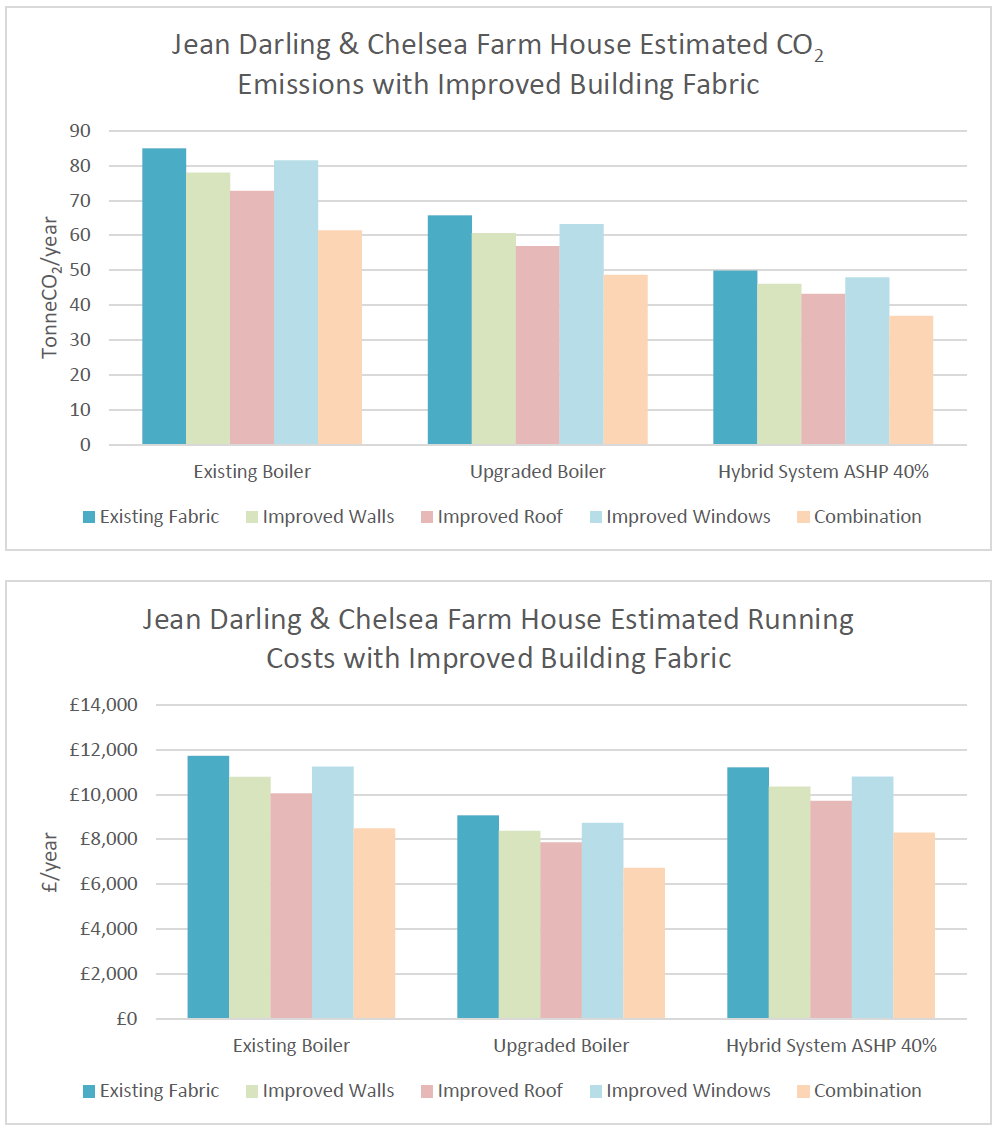 Jean Darling & Chelsea Farm House Estimated CO₂
Emissions with Improved Building Fabric
TonneCO₂/year
90
80
70
60
50
40
30
20
10
0
Existing Boiler Upgraded Boiler Hybrid System ASHP 40%
Existing Fabric Improved Walls Improved Roof Improved Windows Combination
Jean Darling & Chelsea Farm House Estimated Running
Costs with Improved Building Fabric
£/year
£14,000
£12,000
£10,000
£8,000
£6,000
£4,000
£2,000
£0
Existing Boiler Upgraded Boiler Hybrid System ASHP 40%
Existing Fabric Improved Walls Improved Roof Improved Windows Combination